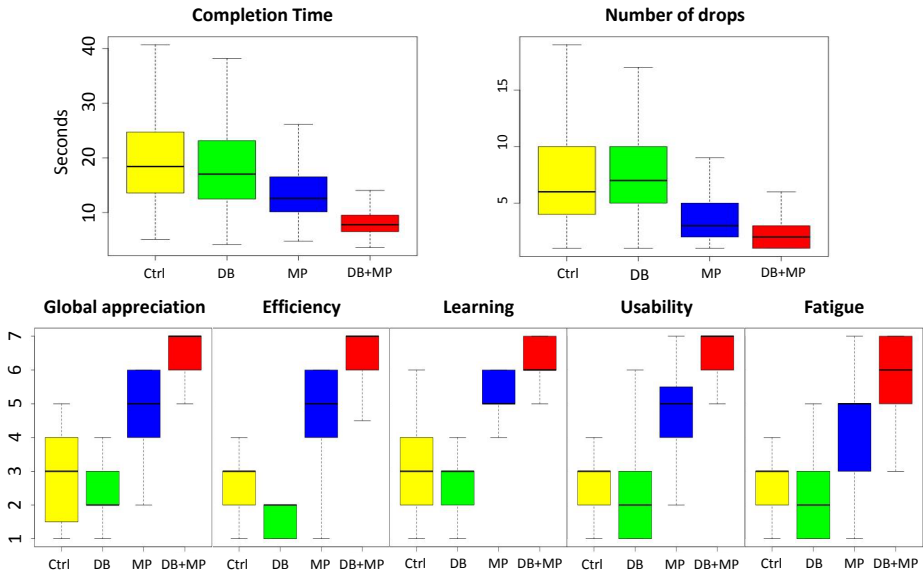 Completion Time
Number of drops
40
30
20
10
Seconds
Ctrl DB MP DB+MP
15
10
5
Ctrl DB MP DB+MP
Global appreciation Efficiency Learning Usability Fatigue
7
6
5
4
3
2
1
Ctrl DB MP DB+MP Ctrl DB MP DB+MP Ctrl DB MP DB+MP Ctrl DB MP DB+MP Ctrl DB MP DB+MP